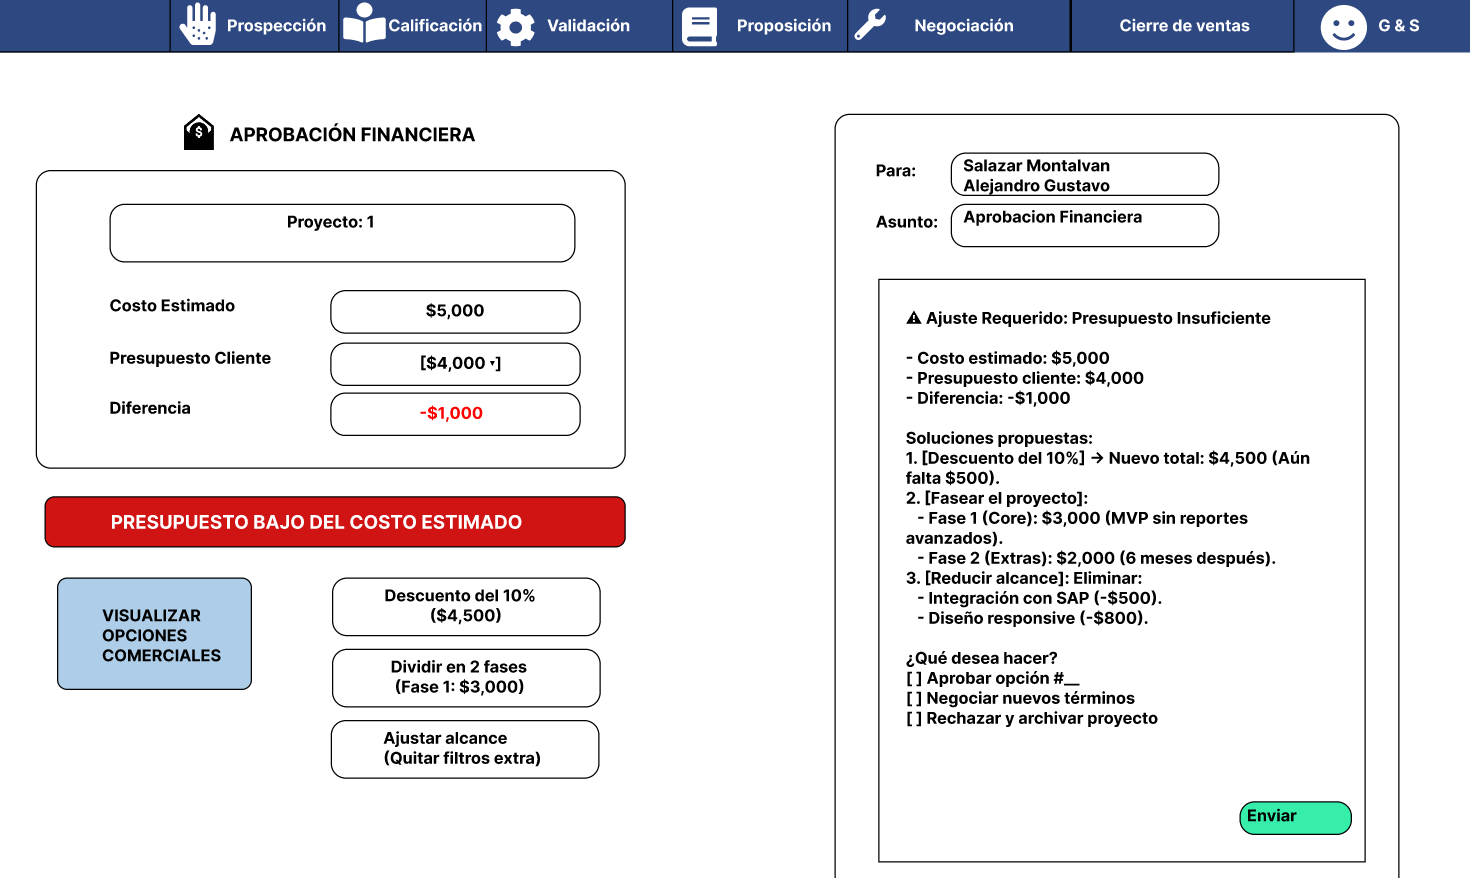 Prospección
Calificación
Validación
Proposición
Negociación
Cierre de ventas
G & S
APROBACIÓN FINANCIERA
Proyecto: 1
Costo Estimado
$5,000
Presupuesto Cliente
[$4,000 ▾]
Diferencia
-$1,000
PRESUPUESTO BAJO DEL COSTO ESTIMADO
VISUALIZAR
OPCIONES
COMERCIALES
Descuento del 10%
($4,500)
Dividir en 2 fases
(Fase 1: $3,000)
Ajustar alcance
(Quitar filtros extra)
Para:
Salazar Montalvan
Alejandro Gustavo
Asunto:
Aprobacion Financiera
⚠ Ajuste Requerido: Presupuesto Insuficiente
- Costo estimado: $5,000
- Presupuesto cliente: $4,000
- Diferencia: -$1,000
Soluciones propuestas:
1. [Descuento del 10%] → Nuevo total: $4,500 (Aún
falta $500).
2. [Fasear el proyecto]:
- Fase 1 (Core): $3,000 (MVP sin reportes
avanzados).
- Fase 2 (Extras): $2,000 (6 meses después).
3. [Reducir alcance]: Eliminar:
- Integración con SAP (-$500).
- Diseño responsive (-$800).
¿Qué desea hacer?
[ ] Aprobar opción #__
[ ] Negociar nuevos términos
[ ] Rechazar y archivar proyecto
Enviar